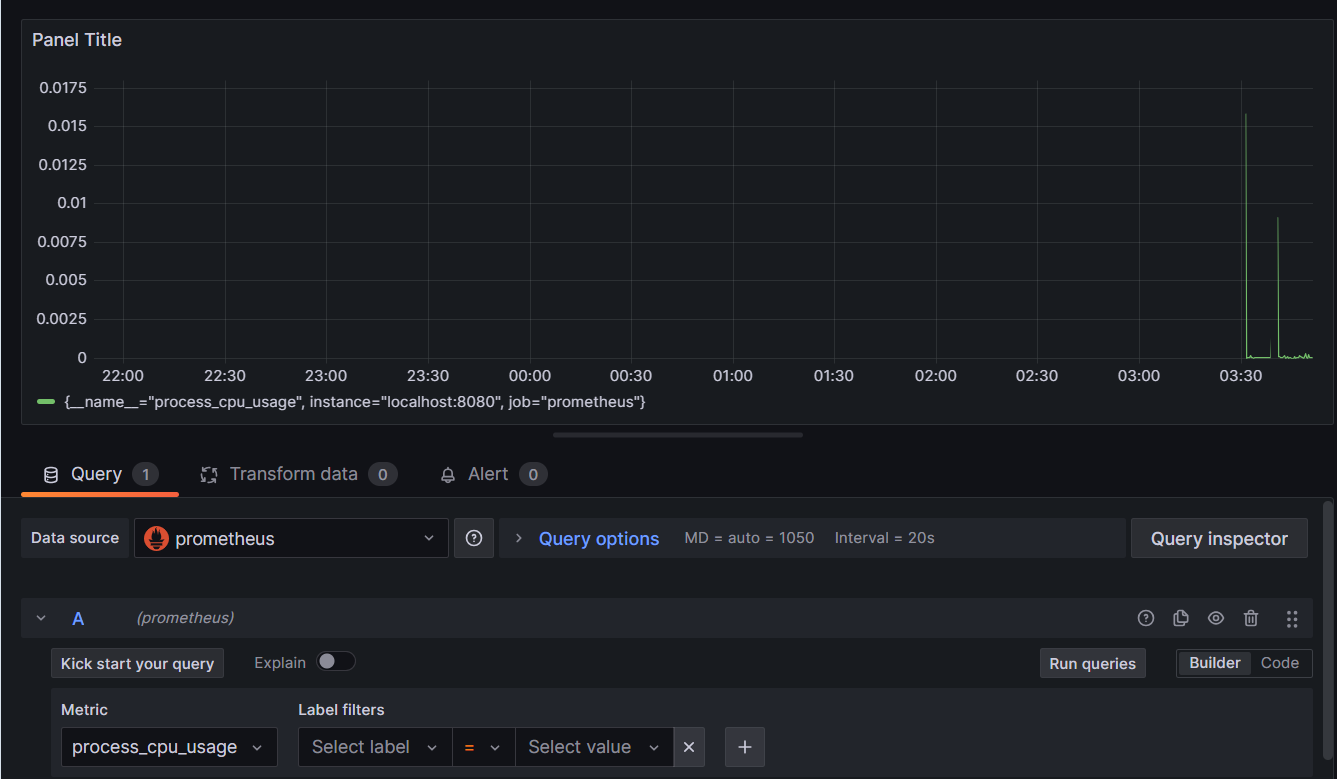 Panel Title
0.0175
0.015
0.0125
0.01
0.0075
0.005
0.0025
0
22:00 22:30 23:00 23:30 00:00 00:30 01:00 01:30 02:00 02:30 03:00 03:30
{__name__="process_cpu_usage", instance="localhost:8080", job="prometheus"}
Query 1 Transform data 0 Alert 0
Data source prometheus Query options MD = auto = 1050 Interval = 20s Query inspector
A (prometheus)
Kick start your query Explain Run queries Builder Code
Metric Label filters
process_cpu_usage Select label = Select value